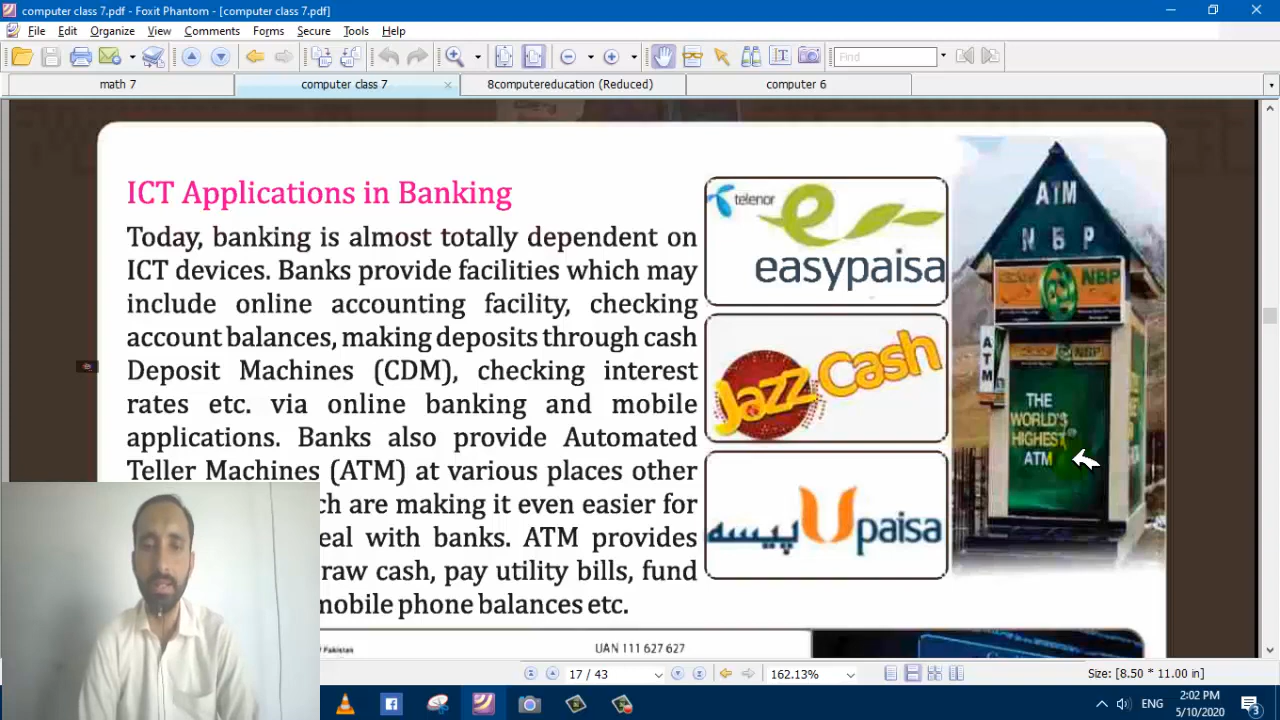 computer class 7.pdf - Foxit Phantom - [computer class 7.pdf]
File Edit Organize View Comments Forms Secure Tools Help
Find
math 7
computer class 7
8computereducation (Reduced)
computer 6
ICT Applications in Banking
Today, banking is almost totally dependent on
ICT devices. Banks provide facilities which may
include online accounting facility, checking
account balances, making deposits through cash
Deposit Machines (CDM), checking interest
rates etc. via online banking and mobile
applications. Banks also provide Automated
Teller Machines (ATM) at various places other
ch are making it even easier for
eal with banks. ATM provides
raw cash, pay utility bills, fund
mobile phone balances etc.
telenor
easypaisa
Jazz Cash
پیسہ Upaisa
ATM
N B P
NBP
ATM
NBP
THE
WORLD'S
HIGHEST
ATM
Pakistan
UAN 111 627 627
17 / 43
162.13%
Size: [8.50 * 11.00 in]
ENG
2:02 PM
5/10/2020
3